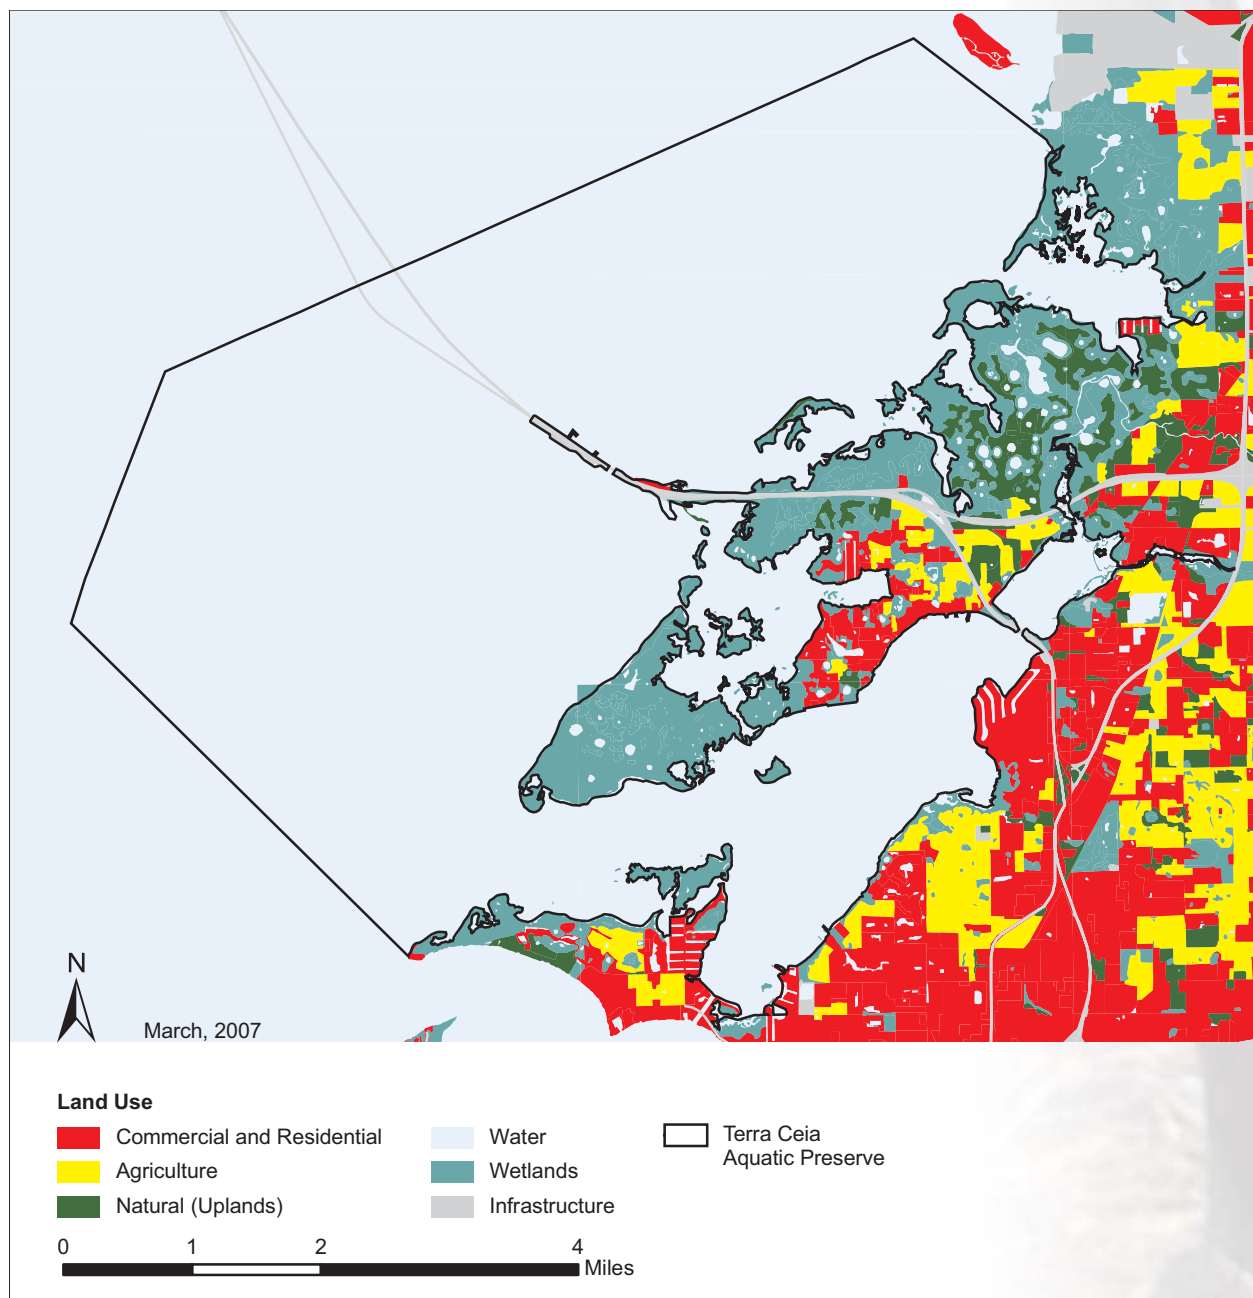 N
March, 2007
Land Use
Commercial and Residential
Agriculture
Natural (Uplands)
Water
Wetlands
Infrastructure
Terra Ceia
Aquatic Preserve
0 1 2 4
Miles